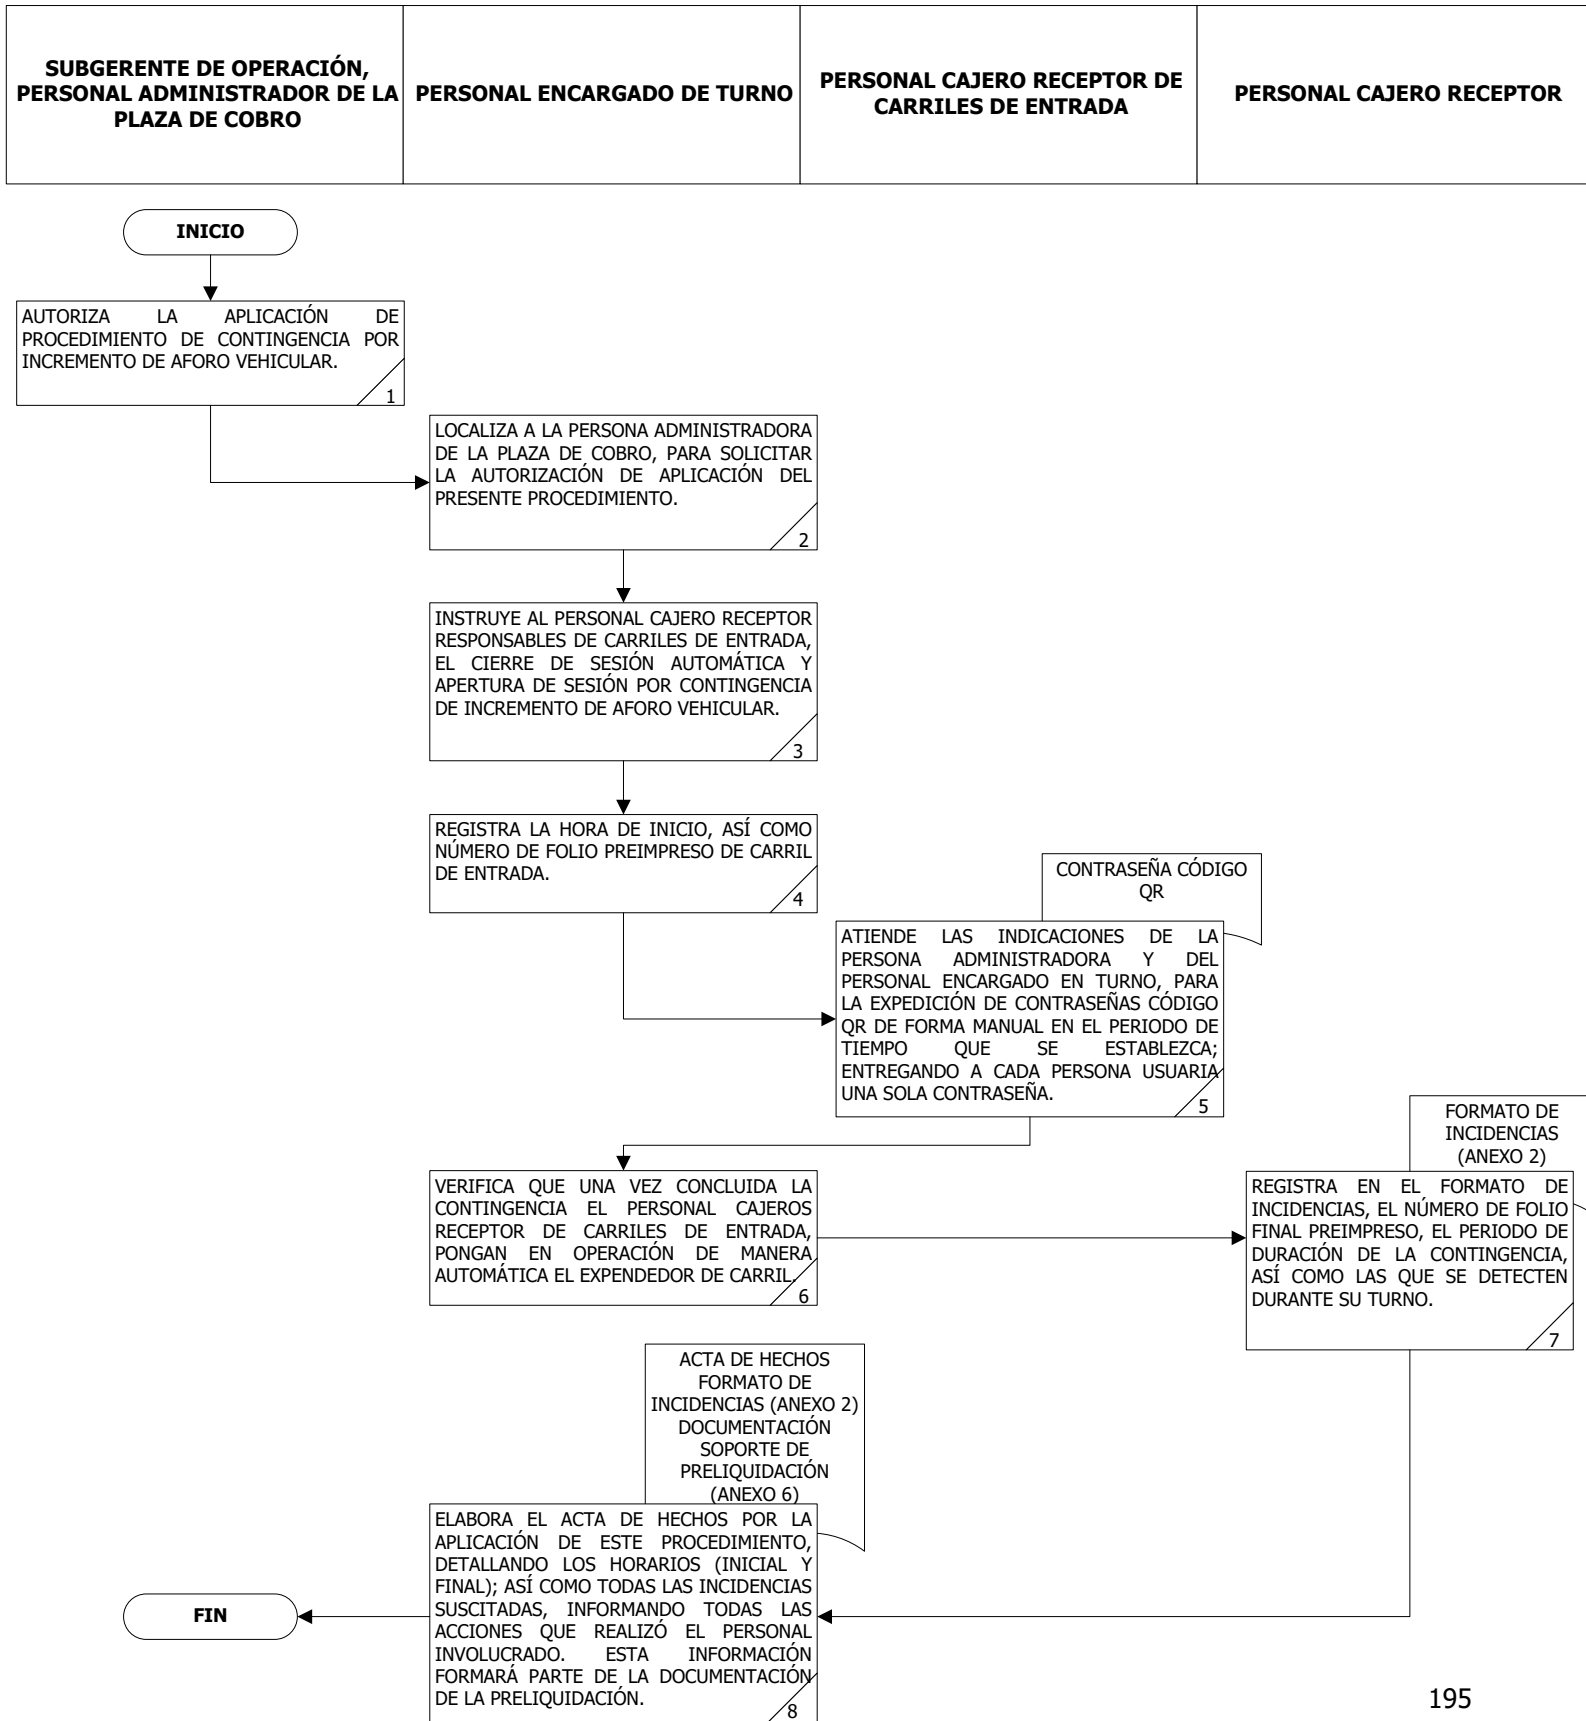 SUBGERENTE DE OPERACIÓN,
PERSONAL ADMINISTRADOR DE LA
PLAZA DE COBRO
PERSONAL ENCARGADO DE TURNO
PERSONAL CAJERO RECEPTOR DE
CARRILES DE ENTRADA
PERSONAL CAJERO RECEPTOR
INICIO
AUTORIZA LA APLICACIÓN DE
PROCEDIMIENTO DE CONTINGENCIA POR
INCREMENTO DE AFORO VEHICULAR.
1
LOCALIZA A LA PERSONA ADMINISTRADORA
DE LA PLAZA DE COBRO, PARA SOLICITAR
LA AUTORIZACIÓN DE APLICACIÓN DEL
PRESENTE PROCEDIMIENTO.
2
INSTRUYE AL PERSONAL CAJERO RECEPTOR
RESPONSABLES DE CARRILES DE ENTRADA,
EL CIERRE DE SESIÓN AUTOMÁTICA Y
APERTURA DE SESIÓN POR CONTINGENCIA
DE INCREMENTO DE AFORO VEHICULAR.
3
REGISTRA LA HORA DE INICIO, ASÍ COMO
NÚMERO DE FOLIO PREIMPRESO DE CARRIL
DE ENTRADA.
4
CONTRASEÑA CÓDIGO
QR
ATIENDE LAS INDICACIONES DE LA
PERSONA ADMINISTRADORA Y DEL
PERSONAL ENCARGADO EN TURNO, PARA
LA EXPEDICIÓN DE CONTRASEÑAS CÓDIGO
QR DE FORMA MANUAL EN EL PERIODO DE
TIEMPO QUE SE ESTABLEZCA;
ENTREGANDO A CADA PERSONA USUARIA
UNA SOLA CONTRASEÑA.
5
VERIFICA QUE UNA VEZ CONCLUIDA LA
CONTINGENCIA EL PERSONAL CAJEROS
RECEPTOR DE CARRILES DE ENTRADA,
PONGAN EN OPERACIÓN DE MANERA
AUTOMÁTICA EL EXPENDEDOR DE CARRIL.
6
FORMATO DE
INCIDENCIAS
(ANEXO 2)
REGISTRA EN EL FORMATO DE
INCIDENCIAS, EL NÚMERO DE FOLIO
FINAL PREIMPRESO, EL PERIODO DE
DURACIÓN DE LA CONTINGENCIA,
ASÍ COMO LAS QUE SE DETECTEN
DURANTE SU TURNO.
7
ACTA DE HECHOS
FORMATO DE
INCIDENCIAS (ANEXO 2)
DOCUMENTACIÓN
SOPORTE DE
PRELIQUIDACIÓN
(ANEXO 6)
ELABORA EL ACTA DE HECHOS POR LA
APLICACIÓN DE ESTE PROCEDIMIENTO,
DETALLANDO LOS HORARIOS (INICIAL Y
FINAL); ASÍ COMO TODAS LAS INCIDENCIAS
SUSCITADAS, INFORMANDO TODAS LAS
ACCIONES QUE REALIZÓ EL PERSONAL
INVOLUCRADO. ESTA INFORMACIÓN
FORMARÁ PARTE DE LA DOCUMENTACIÓN
DE LA PRELIQUIDACIÓN.
8
FIN
195